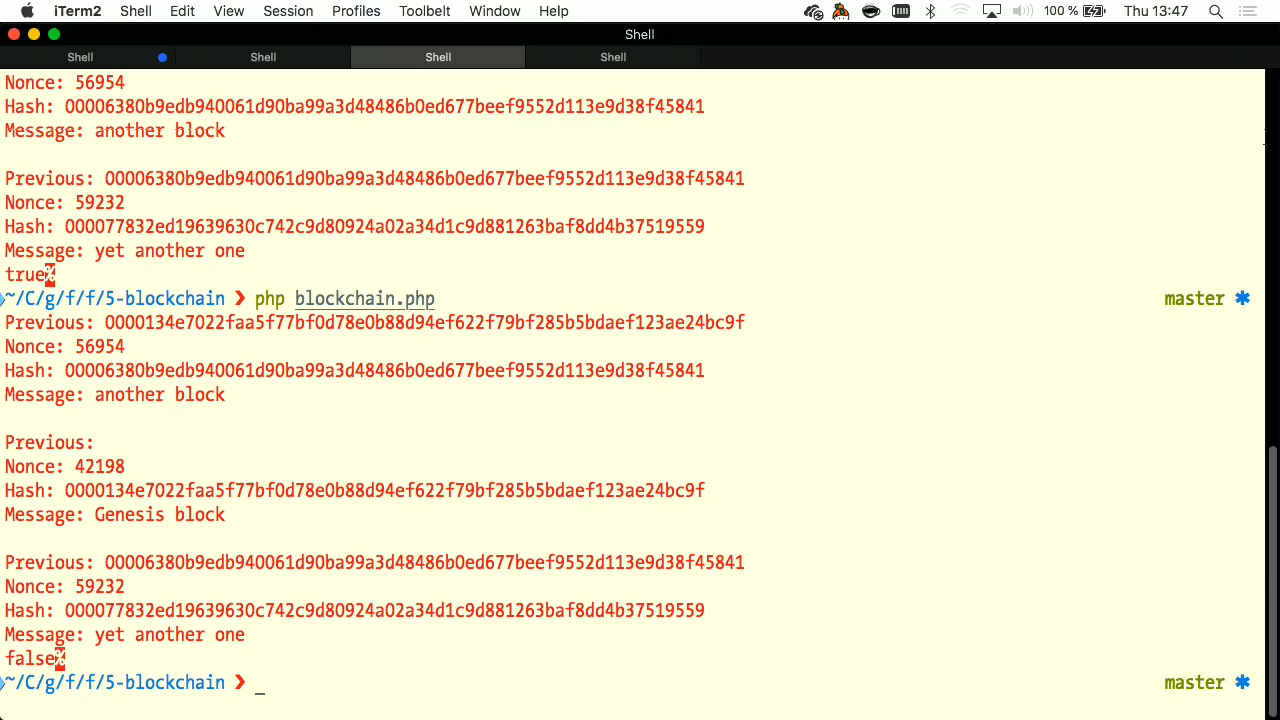 iTerm2 Shell Edit View Session Profiles Toolbelt Window Help 100 % Thu 13:47
Shell
Shell Shell Shell Shell
Nonce: 56954
Hash: 00006380b9edb940061d90ba99a3d48486b0ed677beef9552d113e9d38f45841
Message: another block
Previous: 00006380b9edb940061d90ba99a3d48486b0ed677beef9552d113e9d38f45841
Nonce: 59232
Hash: 000077832ed19639630c742c9d80924a02a34d1c9d881263baf8dd4b37519559
Message: yet another one
true%
~/C/g/f/f/5-blockchain ❯ php blockchain.php master ✱
Previous: 0000134e7022faa5f77bf0d78e0b88d94ef622f79bf285b5bdaef123ae24bc9f
Nonce: 56954
Hash: 00006380b9edb940061d90ba99a3d48486b0ed677beef9552d113e9d38f45841
Message: another block
Previous:
Nonce: 42198
Hash: 0000134e7022faa5f77bf0d78e0b88d94ef622f79bf285b5bdaef123ae24bc9f
Message: Genesis block
Previous: 00006380b9edb940061d90ba99a3d48486b0ed677beef9552d113e9d38f45841
Nonce: 59232
Hash: 000077832ed19639630c742c9d80924a02a34d1c9d881263baf8dd4b37519559
Message: yet another one
false%
~/C/g/f/f/5-blockchain ❯ _ master ✱